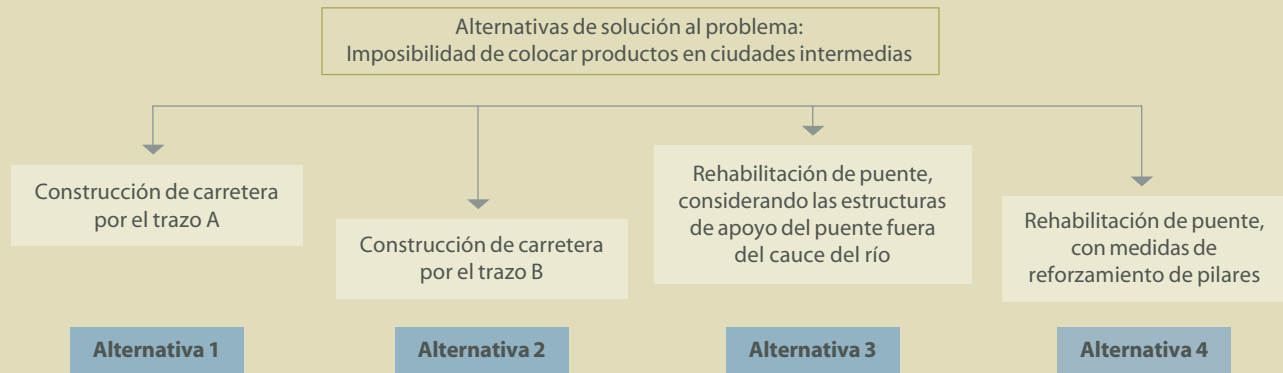 Alternativas de solución al problema:
Imposibilidad de colocar productos en ciudades intermedias
Construcción de carretera
por el trazo A
Construcción de carretera
por el trazo B
Rehabilitación de puente,
considerando las estructuras
de apoyo del puente fuera
del cauce del río
Rehabilitación de puente,
con medidas de
reforzamiento de pilares
Alternativa 1
Alternativa 2
Alternativa 3
Alternativa 4